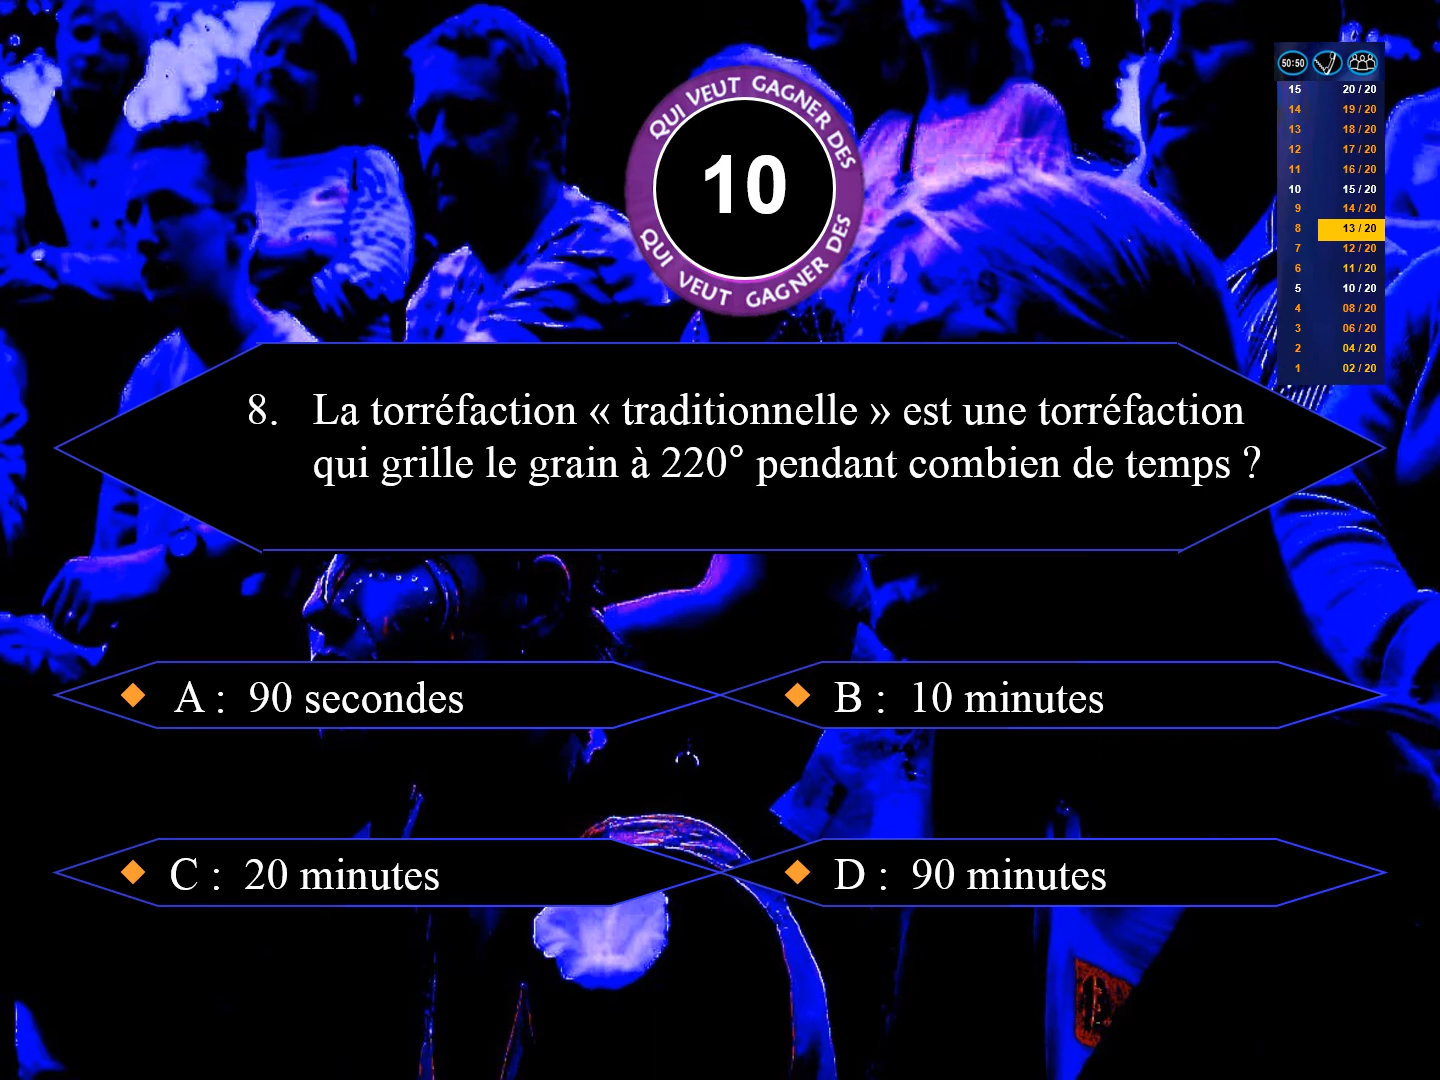 50:50
15 20 / 20
14 19 / 20
13 18 / 20
12 17 / 20
11 16 / 20
10 15 / 20
9 14 / 20
8 13 / 20
7 12 / 20
6 11 / 20
5 10 / 20
4 08 / 20
3 06 / 20
2 04 / 20
1 02 / 20
QUI VEUT GAGNER DES
10
QUI VEUT GAGNER DES
8. La torréfaction « traditionnelle » est une torréfaction
qui grille le grain à 220° pendant combien de temps ?
A : 90 secondes
B : 10 minutes
C : 20 minutes
D : 90 minutes